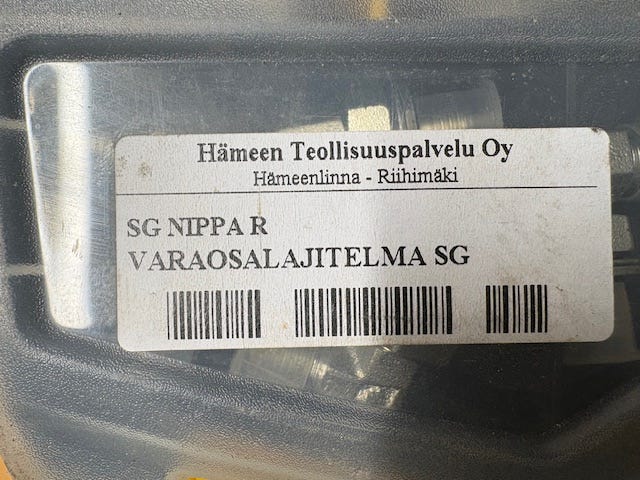 Hämeen Teollisuuspalvelu Oy
Hämeenlinna - Riihimäki
SG NIPPA R
VARAOSALAJITELMA SG